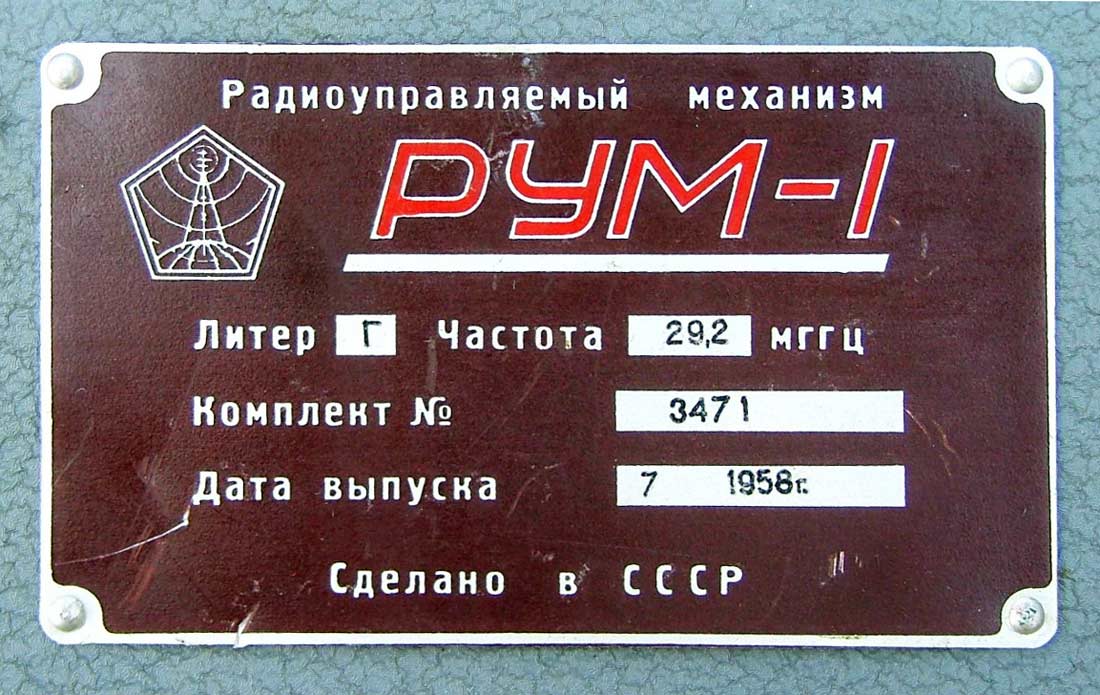 Радиоуправляемый механизм
РУМ-1
Литер Г Частота 29,2 мггц
Комплект № 3471
Дата выпуска 7 1958г.
Сделано в СССР